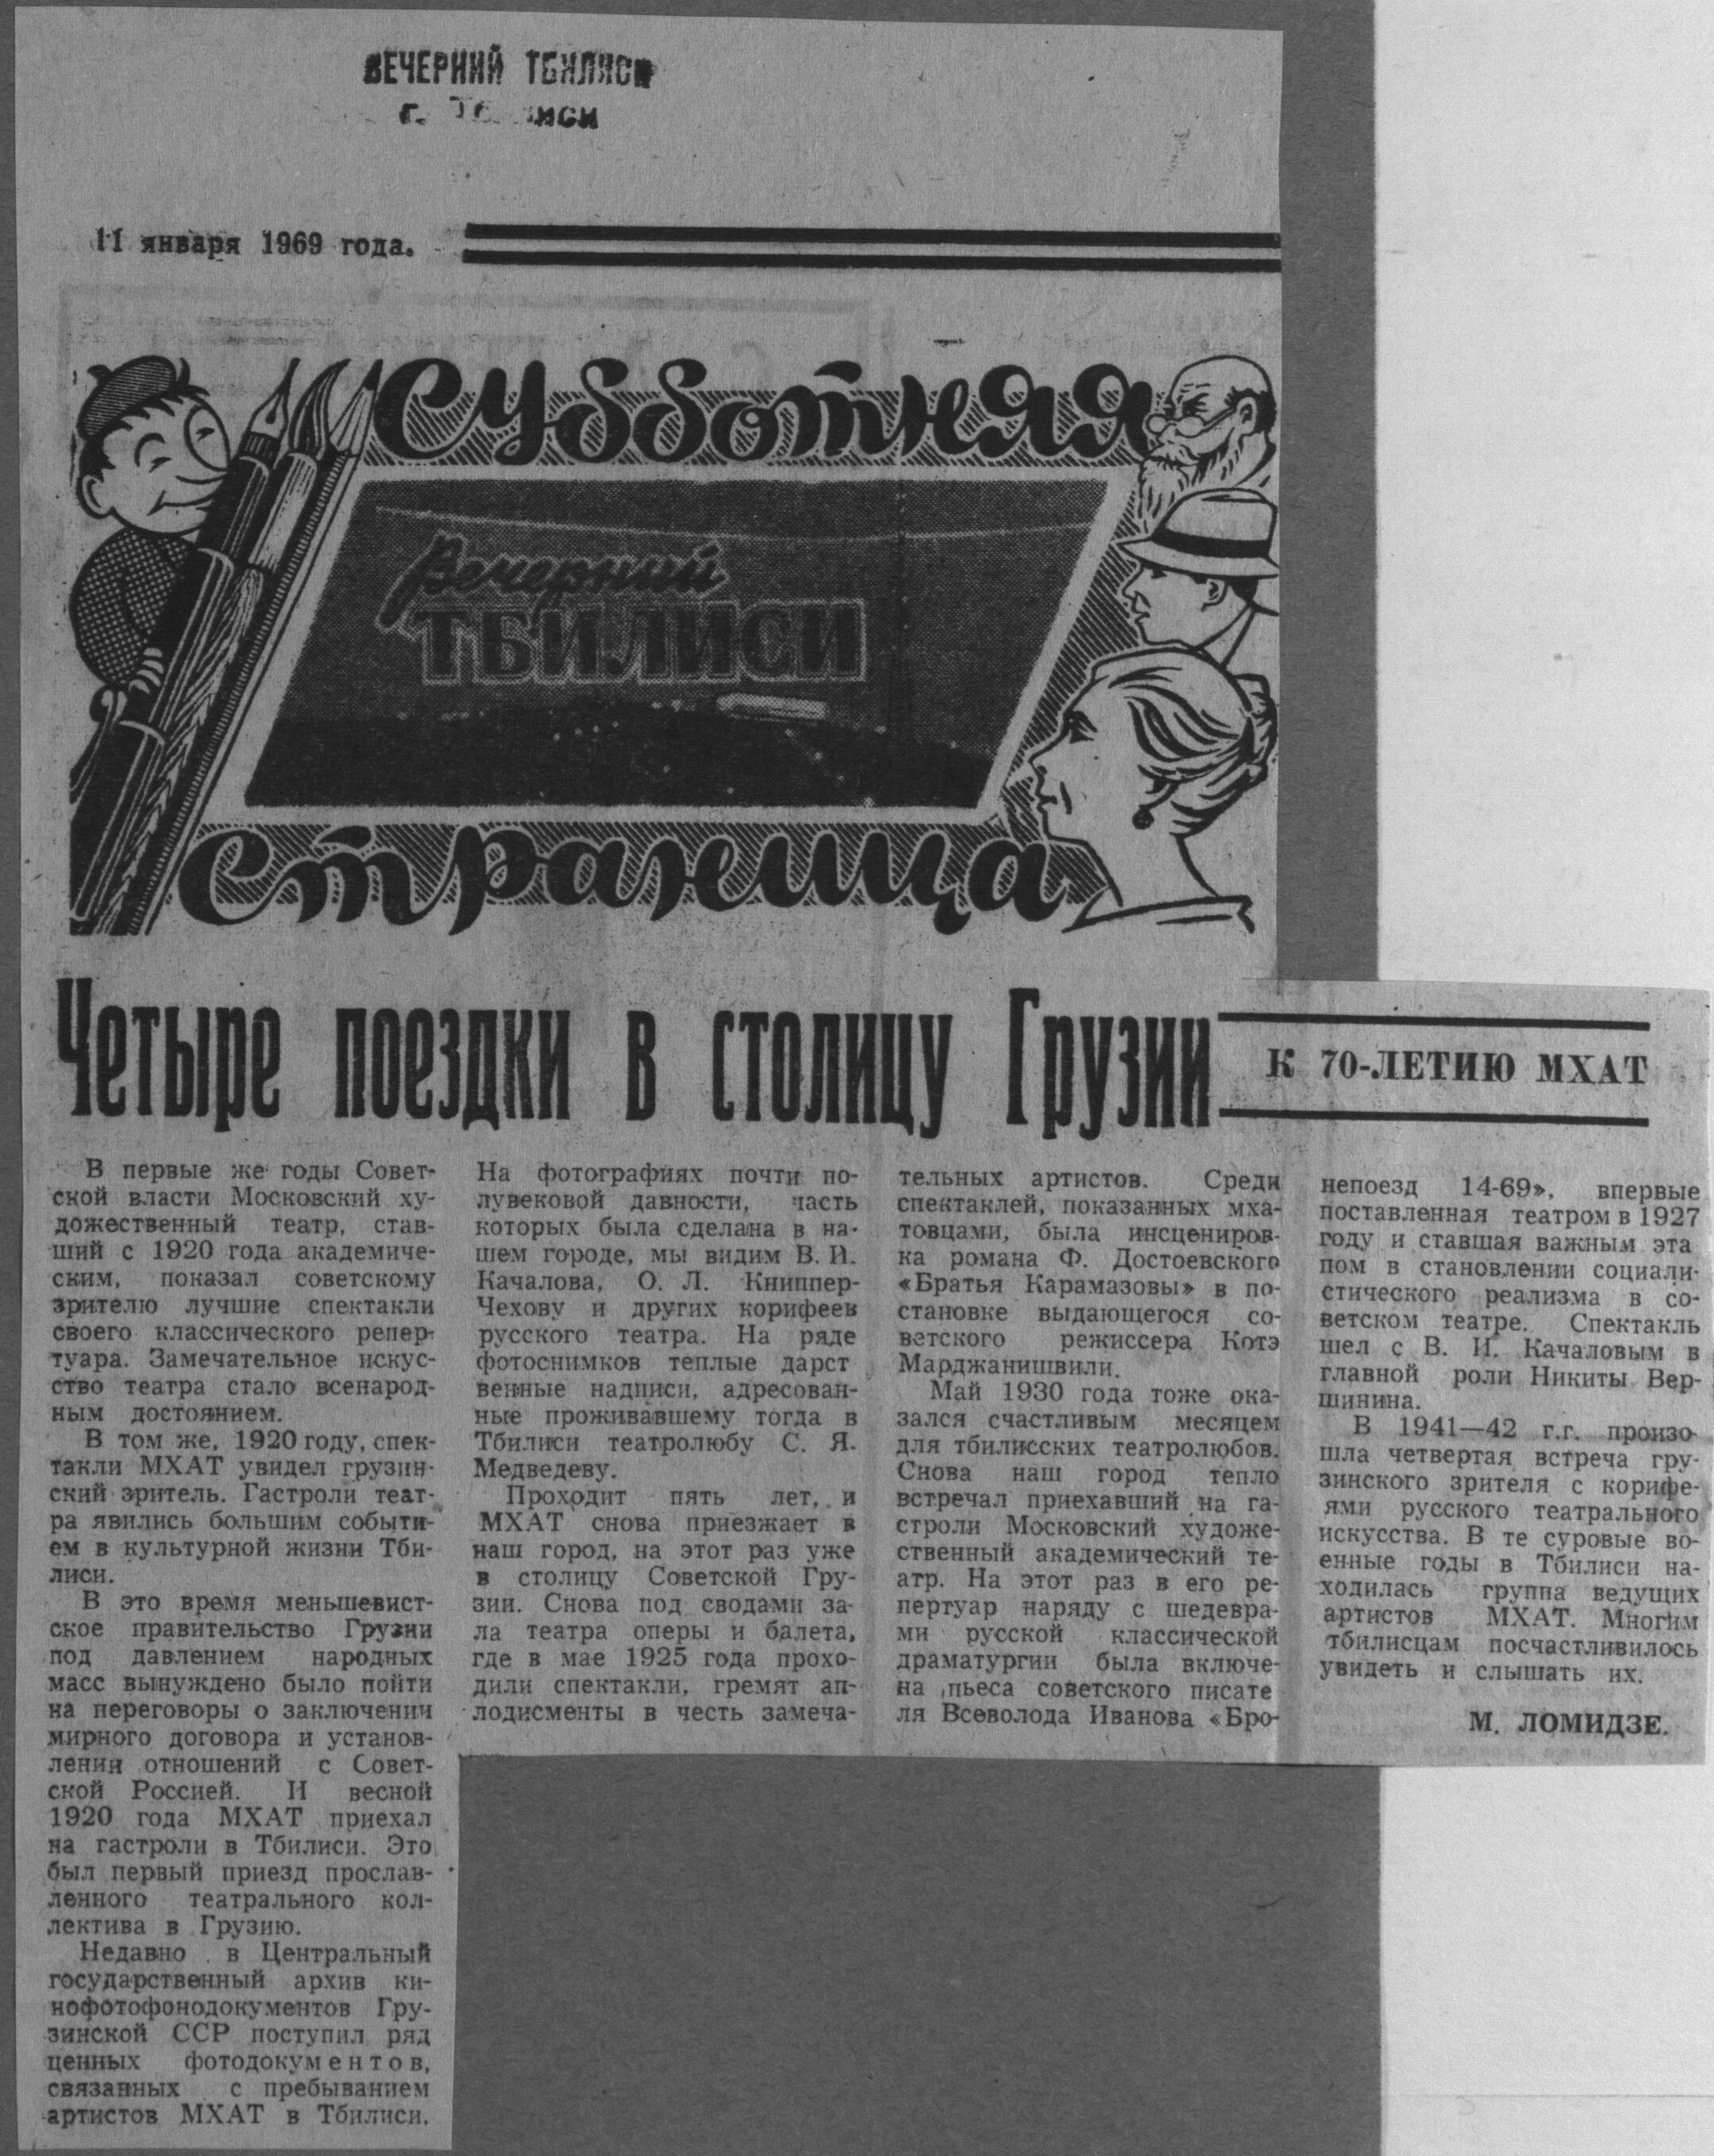 ВЕЧЕРНИЙ ТБИЛИСИ
г.
11 января 1969 года.
Субботняя
Вечерний
ТБИЛИСИ
страница
Четыре поездки в столицу Грузии
К 70-ЛЕТИЮ МХАТ
В первые же годы Совет-
ской власти Московский ху-
дожественный театр, став-
ший с 1920 года академиче-
ским, показал советскому
зрителю лучшие спектакли
своего классического репер-
туара. Замечательное искус-
ство театра стало всенарод-
ным достоянием.
В том же, 1920 году, спек-
такли МХАТ увидел грузин-
ский зритель. Гастроли теат-
ра явились большим событи-
ем в культурной жизни Тби-
лиси.
В это время меньшевист-
ское правительство Грузии
под давлением народных
масс вынуждено было пойти
на переговоры о заключении
мирного договора и установ-
лении отношений с Совет-
ской Россией. И весной
1920 года МХАТ приехал
на гастроли в Тбилиси. Это
был первый приезд прослав-
ленного театрального кол-
лектива в Грузию.
Недавно в Центральный
государственный архив ки-
нофотофонодокументов Гру-
зинской ССР поступил ряд
ценных фотодокументов,
связанных с пребыванием
артистов МХАТ в Тбилиси.
На фотографиях почти по-
лувековой давности, часть
которых была сделана в на-
шем городе, мы видим В. И.
Качалова, О. Л. Книппер-
Чехову и других корифеев
русского театра. На ряде
фотоснимков теплые дарст
венные надписи, адресован-
ные проживавшему тогда в
Тбилиси театролюбу С. Я.
Медведеву.
Проходит пять лет, и
МХАТ снова приезжает в
наш город, на этот раз уже
в столицу Советской Гру-
зии. Снова под сводами за-
ла театра оперы и балета,
где в мае 1925 года прохо-
дили спектакли, гремят ап-
лодисменты в честь замеча-
тельных артистов. Среди
спектаклей, показанных мха-
товцами, была инсцениров-
ка романа Ф. Достоевского
«Братья Карамазовы» в по-
становке выдающегося со-
ветского режиссера Котэ
Марджанишвили.
Май 1930 года тоже ока-
зался счастливым месяцем
для тбилисских театролюбов.
Снова наш город тепло
встречал приехавший на га-
строли Московский художе-
ственный академический те-
атр. На этот раз в его ре-
пертуар наряду с шедевра-
ми русской классической
драматургии была включе-
на пьеса советского писате
ля Всеволода Иванова «Бро-
непоезд 14-69», впервые
поставленная театром в 1927
году и ставшая важным эта
пом в становлении социали-
стического реализма в со-
ветском театре. Спектакль
шел с В. И. Качаловым в
главной роли Никиты Вер-
шинина.
В 1941—42 г.г. произо-
шла четвертая встреча гру-
зинского зрителя с корифе-
ями русского театрального
искусства. В те суровые во-
енные годы в Тбилиси на-
ходилась группа ведущих
артистов МХАТ. Многим
тбилисцам посчастливилось
увидеть и слышать их.
М. ЛОМИДЗЕ.